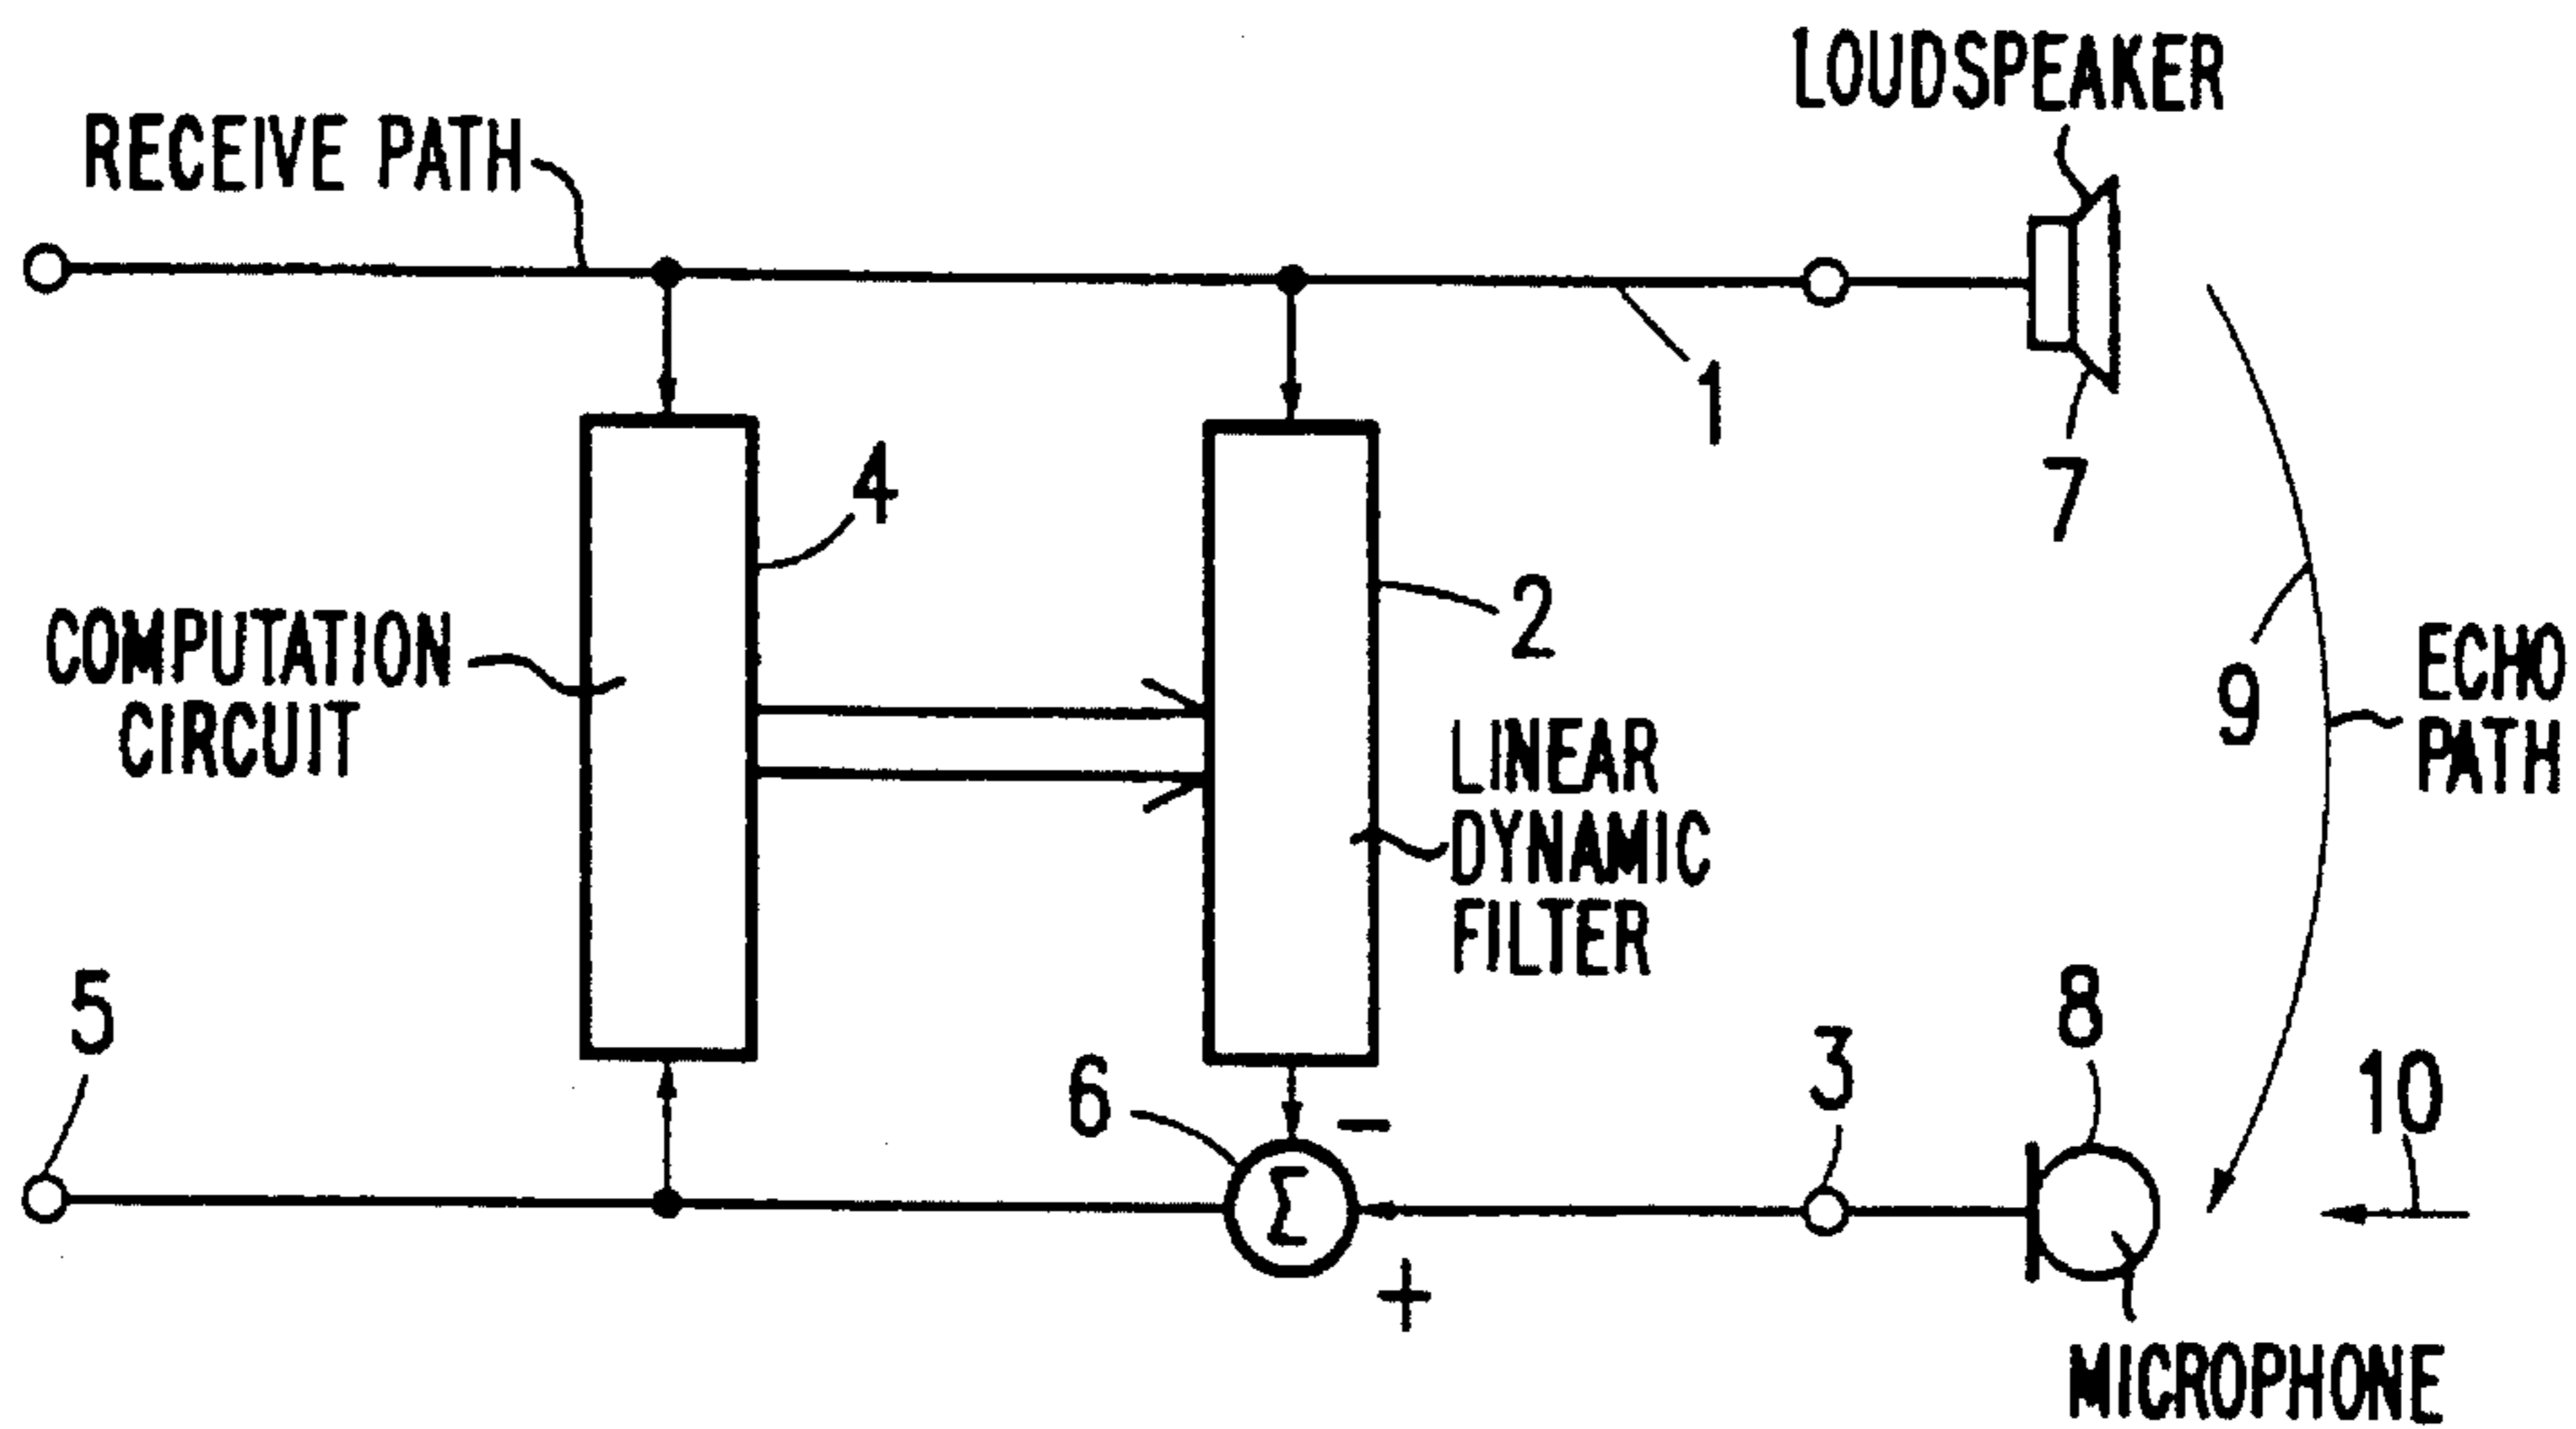 LOUDSPEAKER
RECEIVE PATH
1
7
4
2
COMPUTATION
CIRCUIT
9
ECHO
PATH
LINEAR
DYNAMIC
FILTER
5
6
-
3
8
10
Σ
+
MICROPHONE